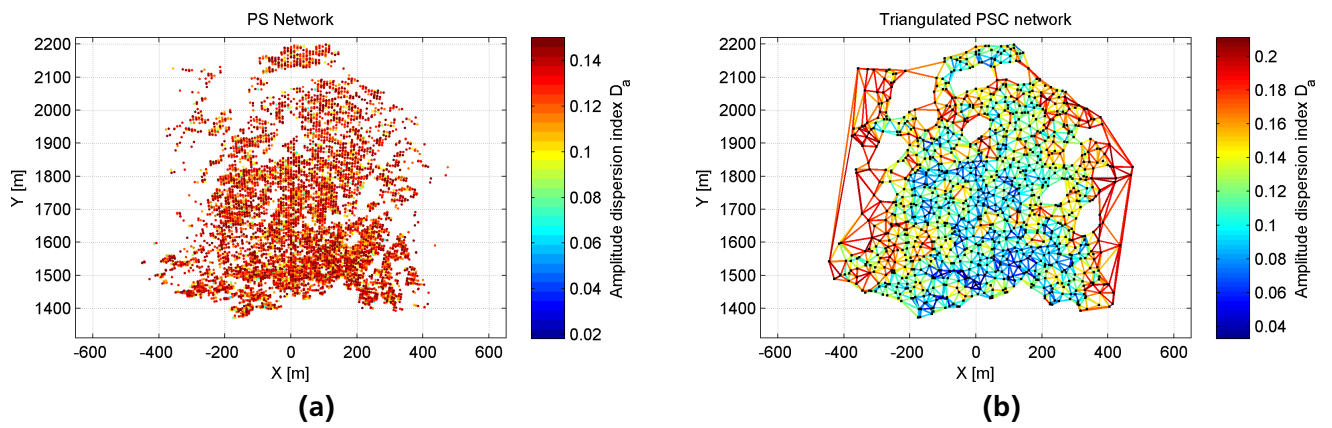 PS Network
2200
2100
2000
1900
1800
1700
1600
1500
1400
Y [m]
-600 -400 -200 0 200 400 600
X [m]
0.14
0.12
0.10
0.08
0.06
0.04
0.02
Amplitude dispersion index Da
(a)
Triangulated PSC network
2200
2100
2000
1900
1800
1700
1600
1500
1400
Y [m]
-600 -400 -200 0 200 400 600
X [m]
0.2
0.18
0.16
0.14
0.12
0.1
0.08
0.06
0.04
Amplitude dispersion index Da
(b)